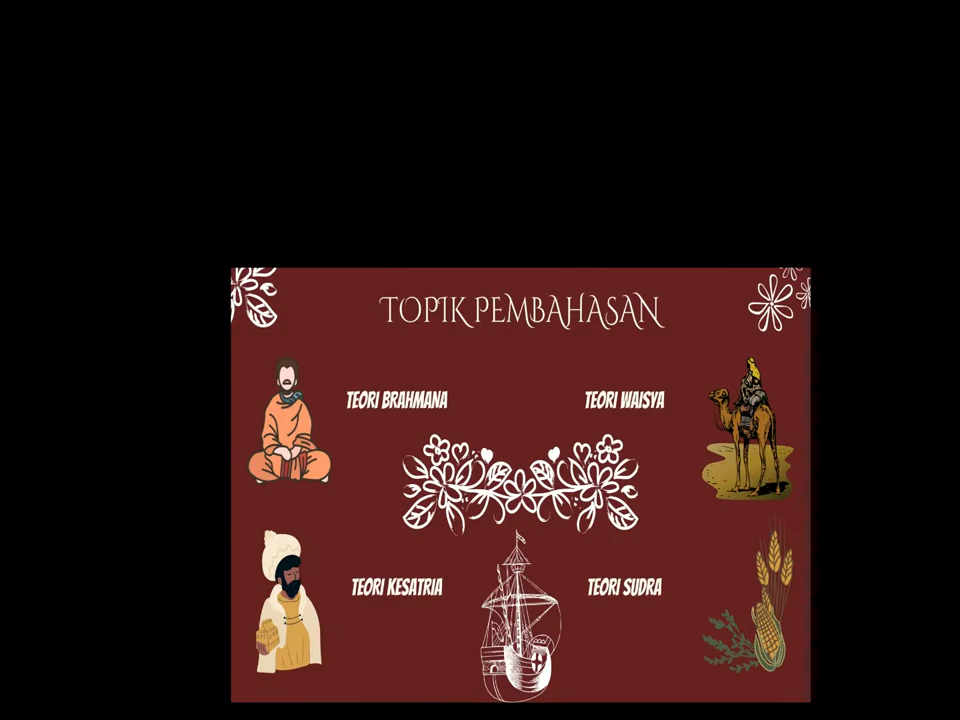 TOPIK PEMBAHASAN
TEORI BRAHMANA
TEORI WAISYA
TEORI KESATRIA
TEORI SUDRA